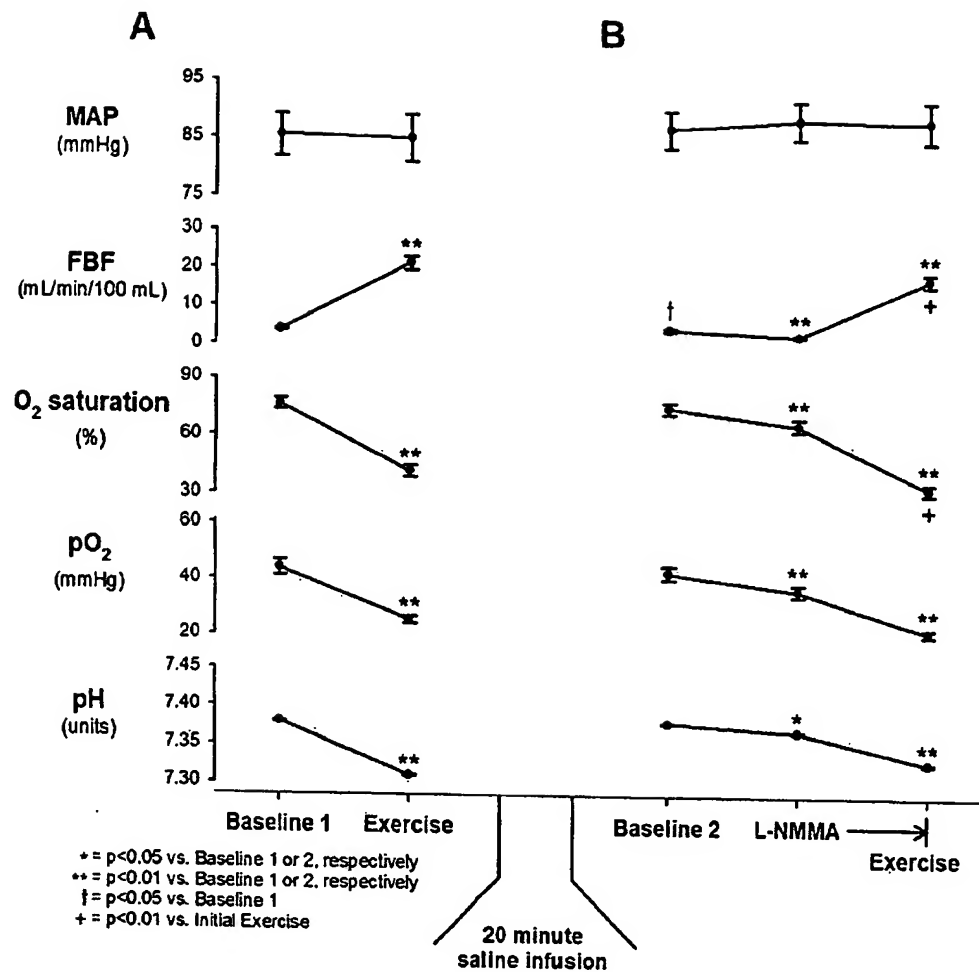 A
B
MAP
(mmHg)
95
85
75
FBF
(mL/min/100 mL)
30
20
10
0
**
†
**
**
+
O2 saturation
(%)
90
60
30
**
**
**
+
pO2
(mmHg)
60
40
20
**
**
**
pH
(units)
7.45
7.40
7.35
7.30
**
*
**
Baseline 1 Exercise
Baseline 2 L-NMMA
Exercise
* = p<0.05 vs. Baseline 1 or 2, respectively
** = p<0.01 vs. Baseline 1 or 2, respectively
† = p<0.05 vs. Baseline 1
+ = p<0.01 vs. Initial Exercise
20 minute
saline infusion